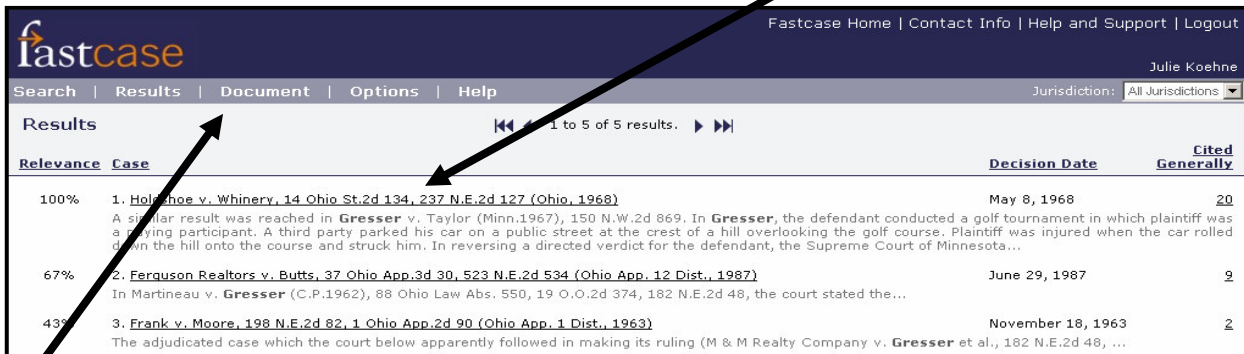 Fastcase Home | Contact Info | Help and Support | Logout
fastcase
Julie Koehne
Search | Results | Document | Options | Help
Jurisdiction: All Jurisdictions
Results
1 to 5 of 5 results.
Relevance Case Decision Date Cited Generally
100% 1. Holdshoe v. Whinery, 14 Ohio St.2d 134, 237 N.E.2d 127 (Ohio, 1968) May 8, 1968 20
A similar result was reached in Gresser v. Taylor (Minn.1967), 150 N.W.2d 869. In Gresser, the defendant conducted a golf tournament in which plaintiff was
a paying participant. A third party parked his car on a public street at the crest of a hill overlooking the golf course. Plaintiff was injured when the car rolled
down the hill onto the course and struck him. In reversing a directed verdict for the defendant, the Supreme Court of Minnesota...
67% 2. Ferguson Realtors v. Butts, 37 Ohio App.3d 30, 523 N.E.2d 534 (Ohio App. 12 Dist., 1987) June 29, 1987 9
In Martineau v. Gresser (C.P.1962), 88 Ohio Law Abs. 550, 19 O.O.2d 374, 182 N.E.2d 48, the court stated the...
43% 3. Frank v. Moore, 198 N.E.2d 82, 1 Ohio App.2d 90 (Ohio App. 1 Dist., 1963) November 18, 1963 2
The adjudicated case which the court below apparently followed in making its ruling (M & M Realty Company v. Gresser et al., 182 N.E.2d 48, ...